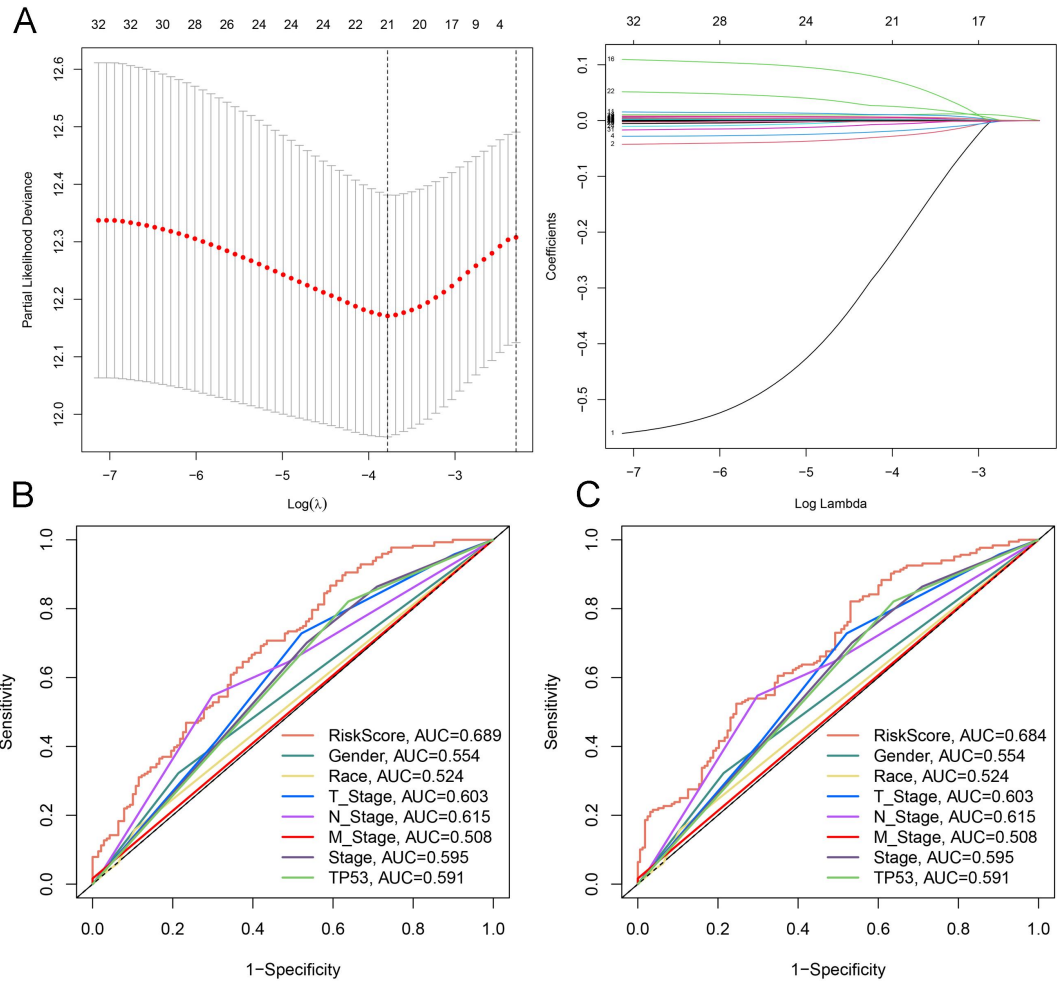 A
32 32 30 28 26 24 24 24 22 21 20 17 9 4
Partial Likelihood Deviance
12.6
12.5
12.4
12.3
12.2
12.1
12.0
−7 −6 −5 −4 −3
Log(λ)
32 28 24 21 17
Coefficients
0.1
0.0
−0.1
−0.2
−0.3
−0.4
−0.5
16
22
4
2
1
−7 −6 −5 −4 −3
Log Lambda
B
Sensitivity
1.0
0.8
0.6
0.4
0.2
0.0
RiskScore, AUC=0.689
Gender, AUC=0.554
Race, AUC=0.524
T_Stage, AUC=0.603
N_Stage, AUC=0.615
M_Stage, AUC=0.508
Stage, AUC=0.595
TP53, AUC=0.591
0.0 0.2 0.4 0.6 0.8 1.0
1−Specificity
C
Sensitivity
1.0
0.8
0.6
0.4
0.2
0.0
RiskScore, AUC=0.684
Gender, AUC=0.554
Race, AUC=0.524
T_Stage, AUC=0.603
N_Stage, AUC=0.615
M_Stage, AUC=0.508
Stage, AUC=0.595
TP53, AUC=0.591
0.0 0.2 0.4 0.6 0.8 1.0
1−Specificity